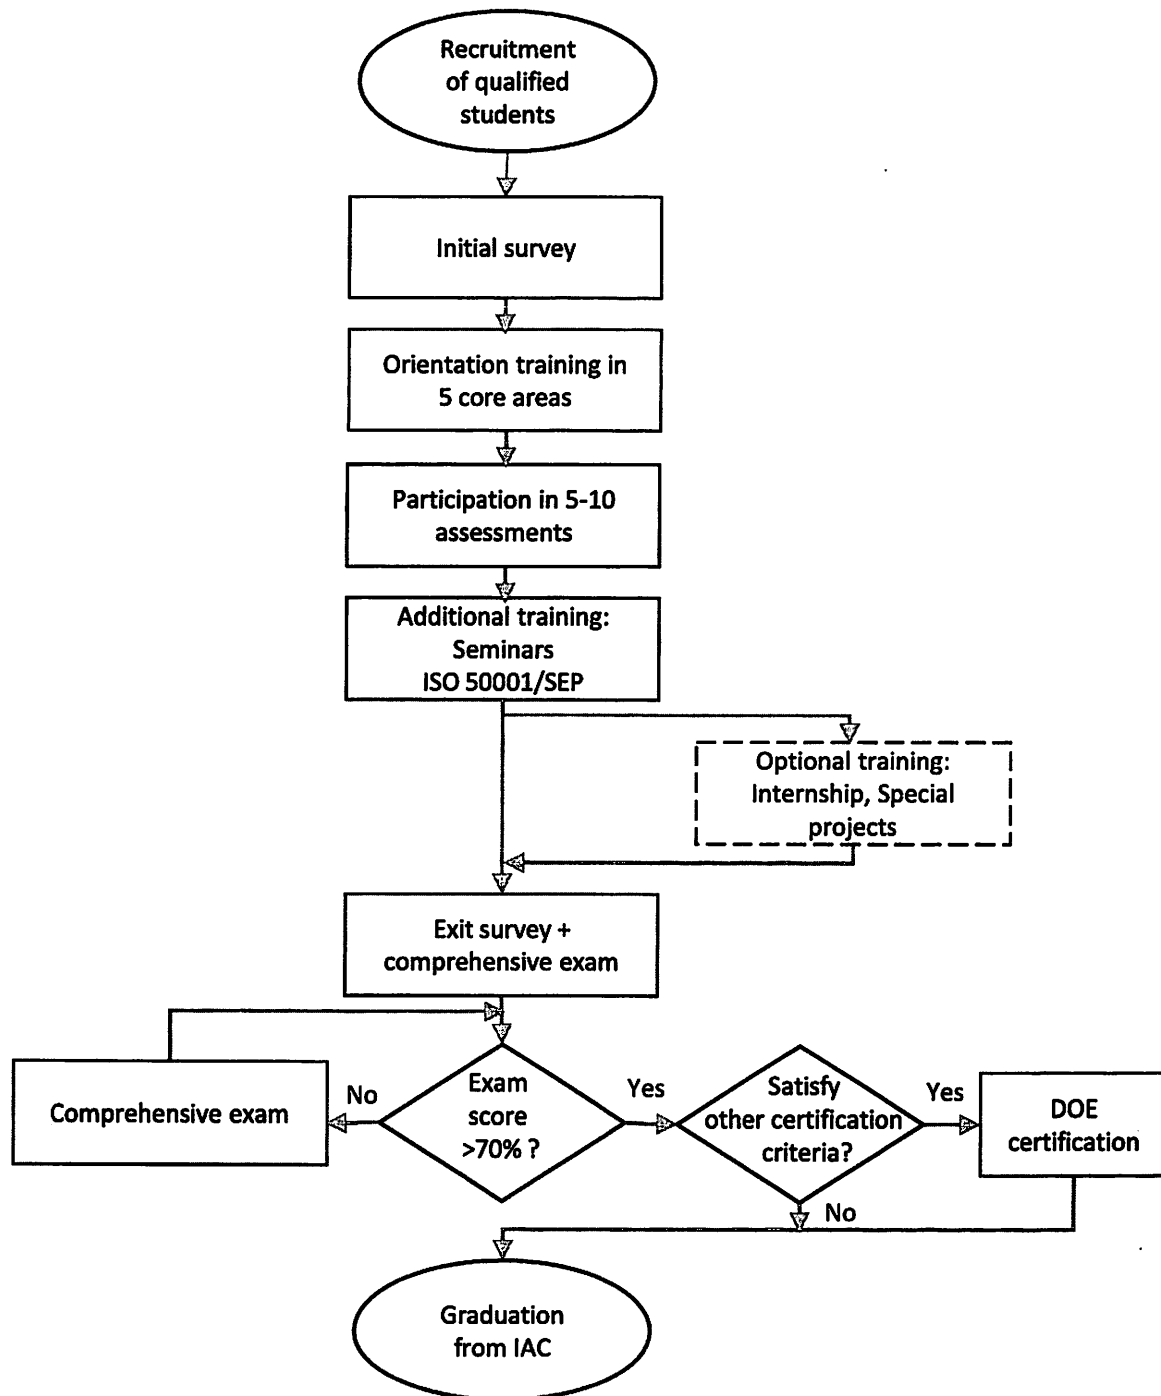 Recruitment
of qualified
students
Initial survey
Orientation training in
5 core areas
Participation in 5-10
assessments
Additional training:
Seminars
ISO 50001/SEP
Optional training:
Internship, Special
projects
Exit survey +
comprehensive exam
Comprehensive exam
No
Exam
score
>70% ?
Yes
Satisfy
other certification
criteria?
Yes
DOE
certification
No
Graduation
from IAC